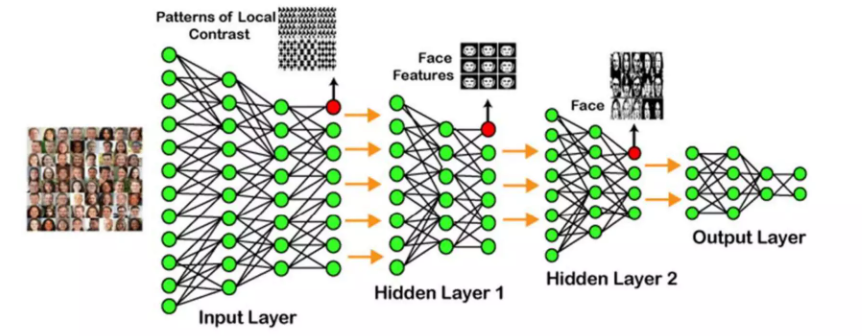 Patterns of Local
Contrast
Face
Features
Face
Input Layer
Hidden Layer 1
Hidden Layer 2
Output Layer